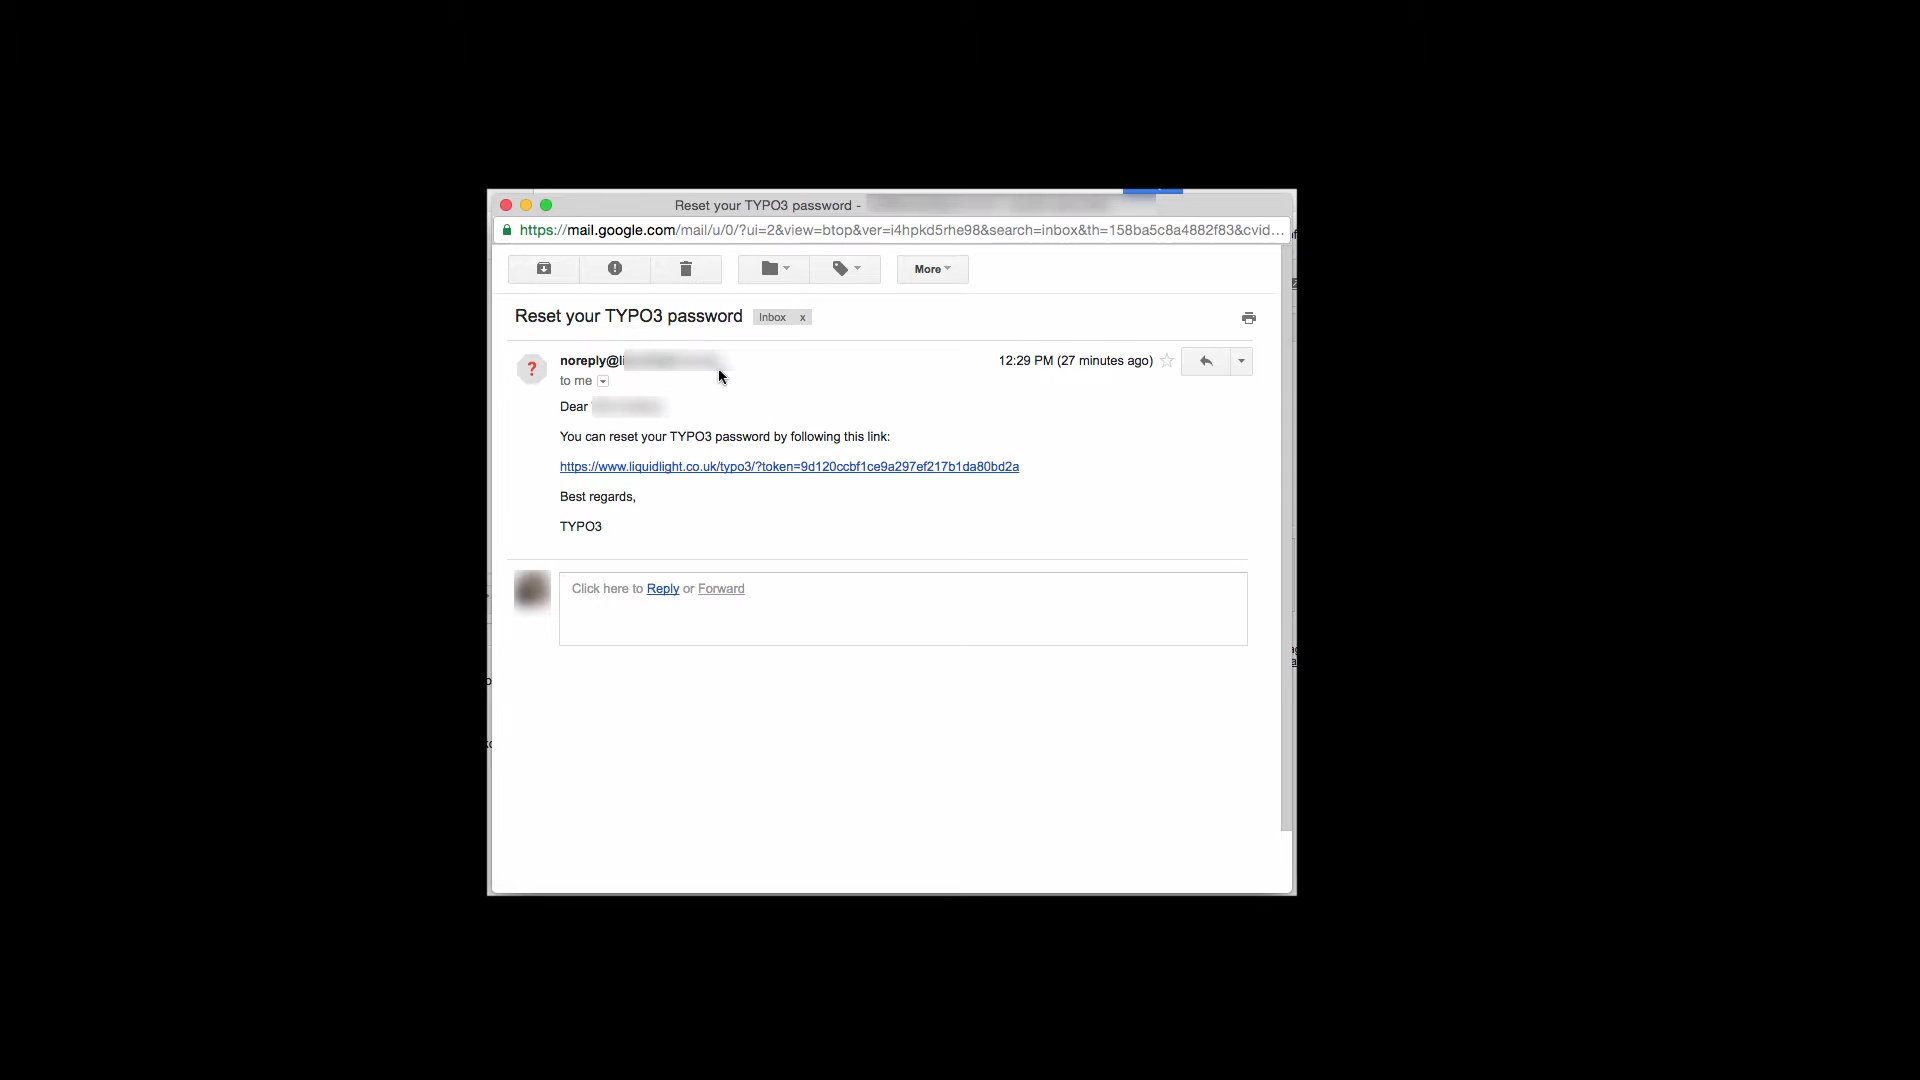 Reset your TYPO3 password -
https://mail.google.com/mail/u/0/?ui=2&view=btop&ver=i4hpkd5rhe98&search=inbox&th=158ba5c8a4882f83&cvid...
More
Reset your TYPO3 password Inbox x
noreply@li 12:29 PM (27 minutes ago)
to me
Dear
You can reset your TYPO3 password by following this link:
https://www.liquidlight.co.uk/typo3/?token=9d120ccbf1ce9a297ef217b1da80bd2a
Best regards,
TYPO3
Click here to Reply or Forward